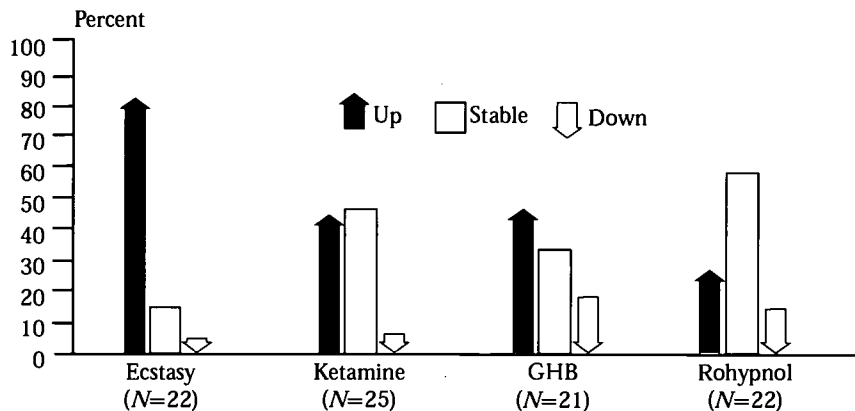 Percent
100
90
80
70
60
50
40
30
20
10
0
Up
Stable
Down
Ecstasy
(N=22)
Ketamine
(N=25)
GHB
(N=21)
Rohypnol
(N=22)